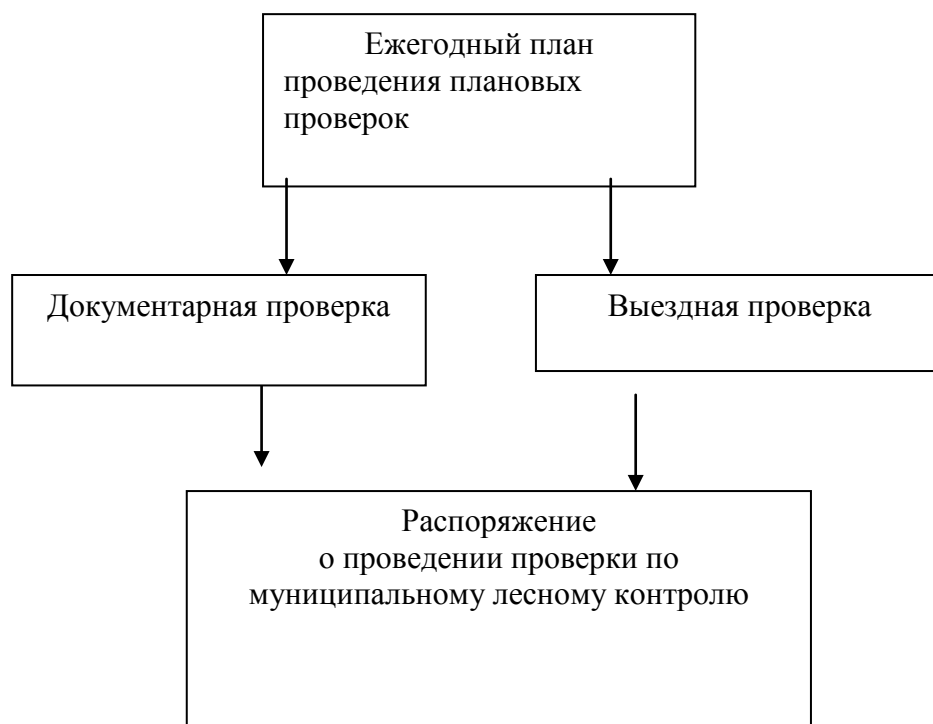 Ежегодный план
проведения плановых
проверок
Документарная проверка
Выездная проверка
Распоряжение
о проведении проверки по
муниципальному лесному контролю